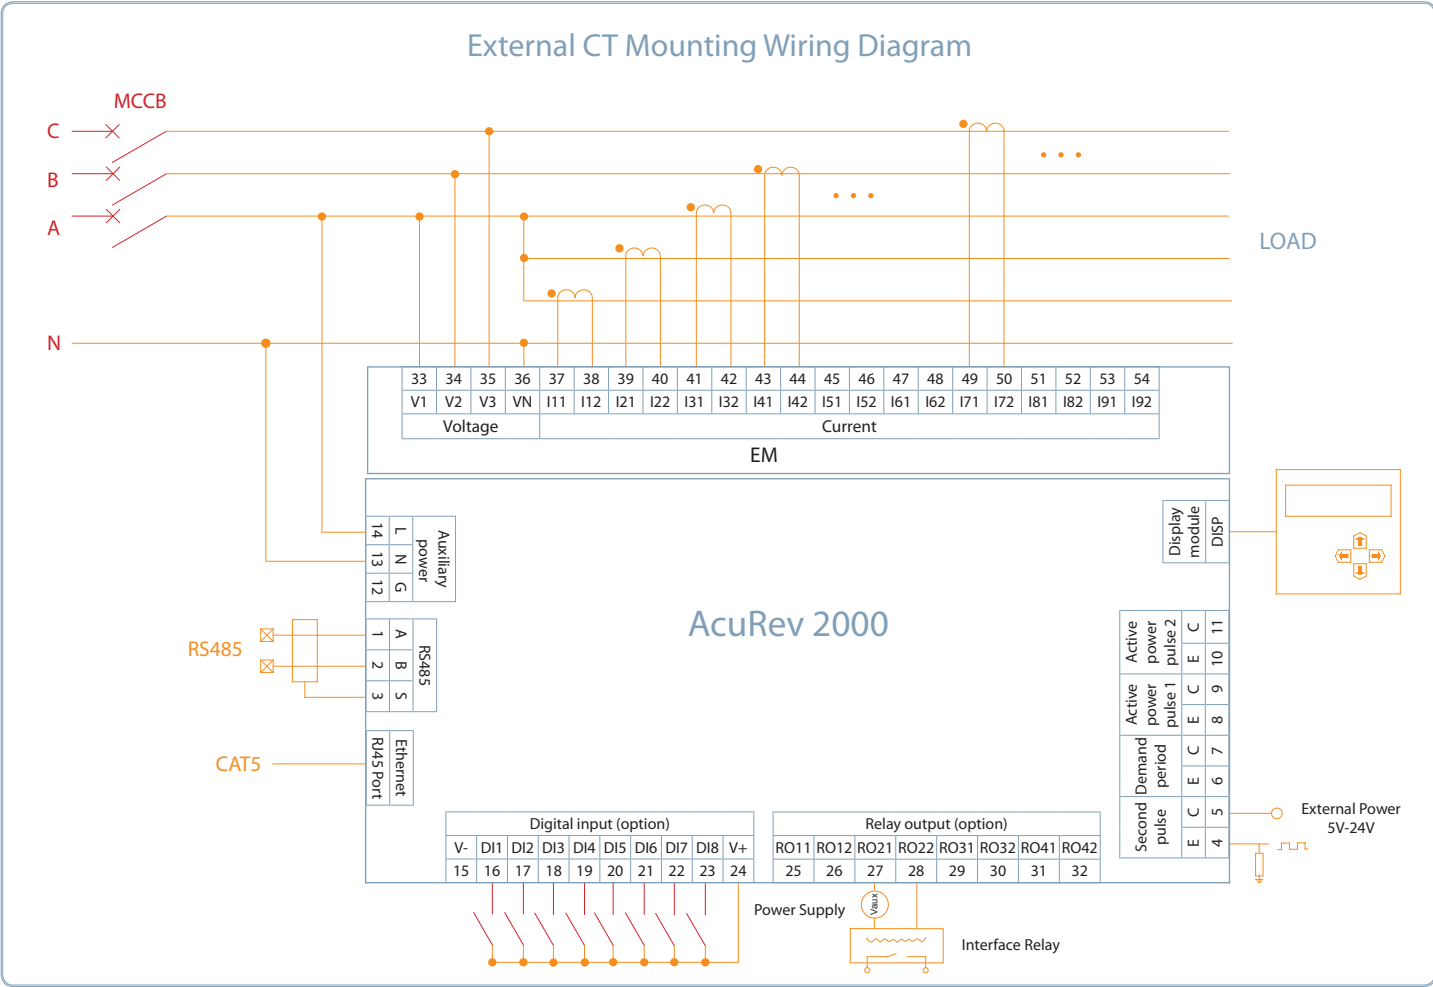 External CT Mounting Wiring Diagram
MCCB
C
B
A
N
LOAD
33 34 35 36 37 38 39 40 41 42 43 44 45 46 47 48 49 50 51 52 53 54
V1 V2 V3 VN I11 I12 I21 I22 I31 I32 I41 I42 I51 I52 I61 I62 I71 I72 I81 I82 I91 I92
Voltage Current
EM
14 L
13 N
12 G
Auxiliary
power
Display
module
DISP
AcuRev 2000
RS485
1 A
2 B
3 S
RS485
CAT5
Ethernet
RJ45 Port
Active
power
pulse 2
C 11
E 10
Active
power
pulse 1
C 9
E 8
Demand
period
C 7
E 6
Second
pulse
C 5
E 4
External Power
5V-24V
Digital input (option)
V- DI1 DI2 DI3 DI4 DI5 DI6 DI7 DI8 V+
15 16 17 18 19 20 21 22 23 24
Relay output (option)
RO11 RO12 RO21 RO22 RO31 RO32 RO41 RO42
25 26 27 28 29 30 31 32
Power Supply
Vaux
Interface Relay